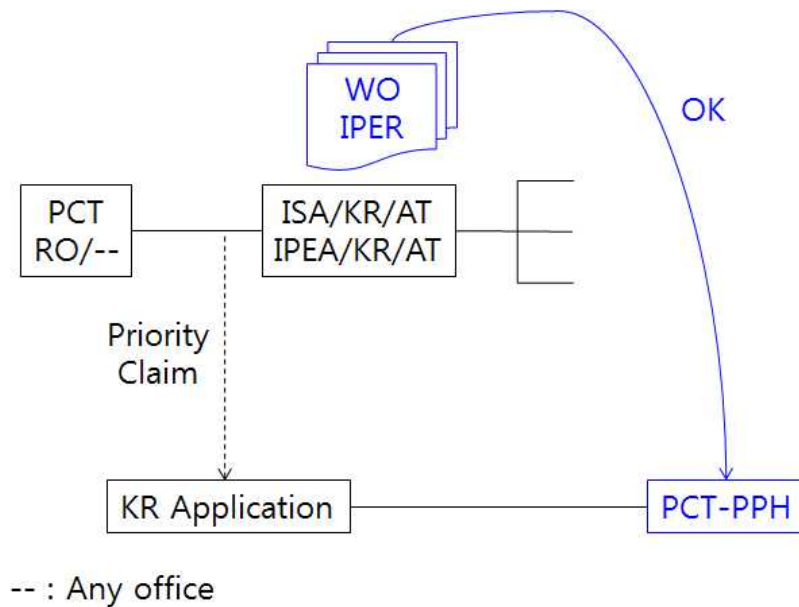 WO
IPER
OK
PCT
RO/--
ISA/KR/AT
IPEA/KR/AT
Priority
Claim
KR Application
PCT-PPH
-- : Any office